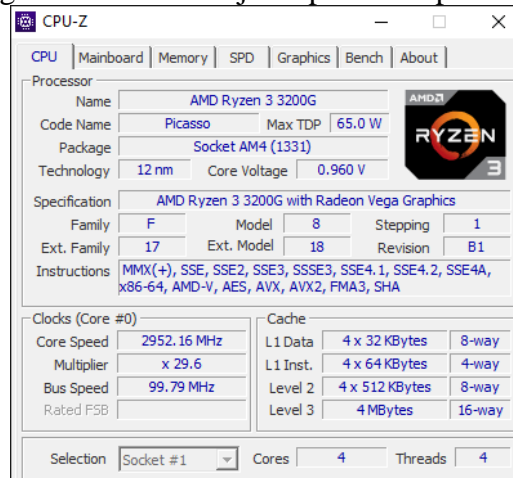 CPU-Z
CPU Mainboard Memory SPD Graphics Bench About
Processor
Name AMD Ryzen 3 3200G
Code Name Picasso Max TDP 65.0 W
Package Socket AM4 (1331)
Technology 12 nm Core Voltage 0.960 V
AMD
RYZEN
3
Specification AMD Ryzen 3 3200G with Radeon Vega Graphics
Family F Model 8 Stepping 1
Ext. Family 17 Ext. Model 18 Revision B1
Instructions MMX(+), SSE, SSE2, SSE3, SSSE3, SSE4.1, SSE4.2, SSE4A,
x86-64, AMD-V, AES, AVX, AVX2, FMA3, SHA
Clocks (Core #0)
Core Speed 2952.16 MHz
Multiplier x 29.6
Bus Speed 99.79 MHz
Rated FSB
Cache
L1 Data 4 x 32 KBytes 8-way
L1 Inst. 4 x 64 KBytes 4-way
Level 2 4 x 512 KBytes 8-way
Level 3 4 MBytes 16-way
Selection Socket #1 Cores 4 Threads 4